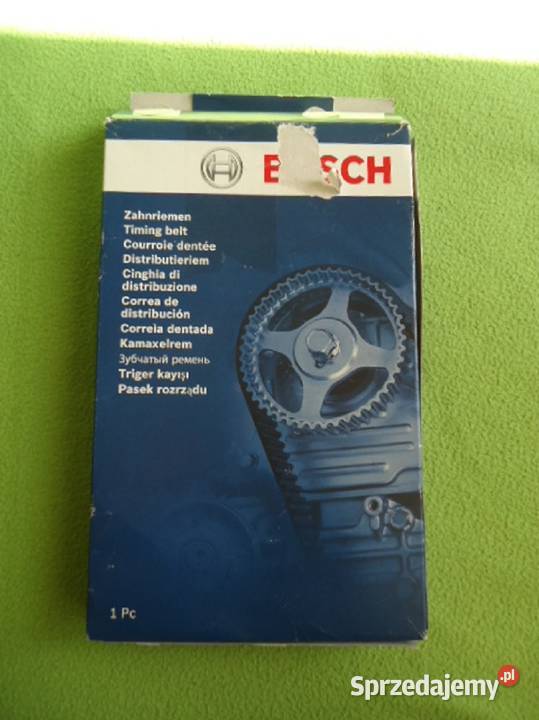 B SCH
Zahnriemen
Timing belt
Courroie dentée
Distributieriem
Cinghia di
distribuzione
Correa de
distribución
Correia dentada
Kamaxelrem
Зубчатый ремень
Triger kayışı
Pasek rozrządu
1 Pc
Sprzedajemy.pl